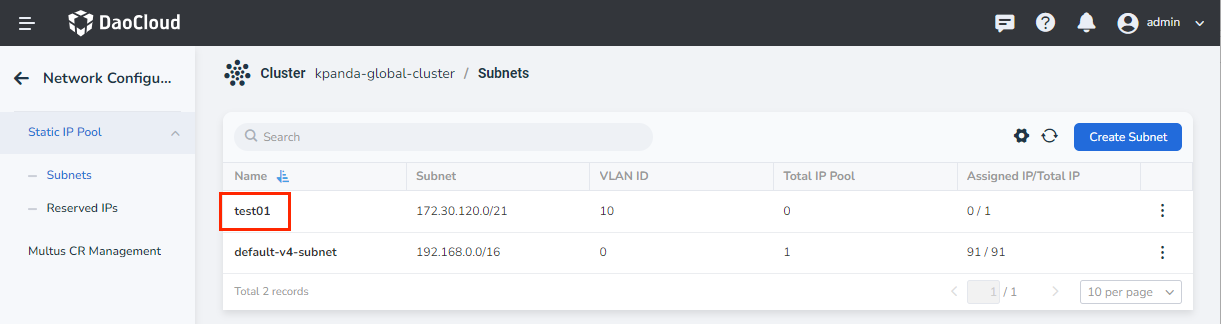 DaoCloud
admin
Network Configu...
Cluster kpanda-global-cluster / Subnets
Static IP Pool
Subnets
Reserved IPs
Multus CR Management
Search
Create Subnet
Name Subnet VLAN ID Total IP Pool Assigned IP/Total IP
test01 172.30.120.0/21 10 0 0 / 1
default-v4-subnet 192.168.0.0/16 0 1 91 / 91
Total 2 records
1 / 1
10 per page